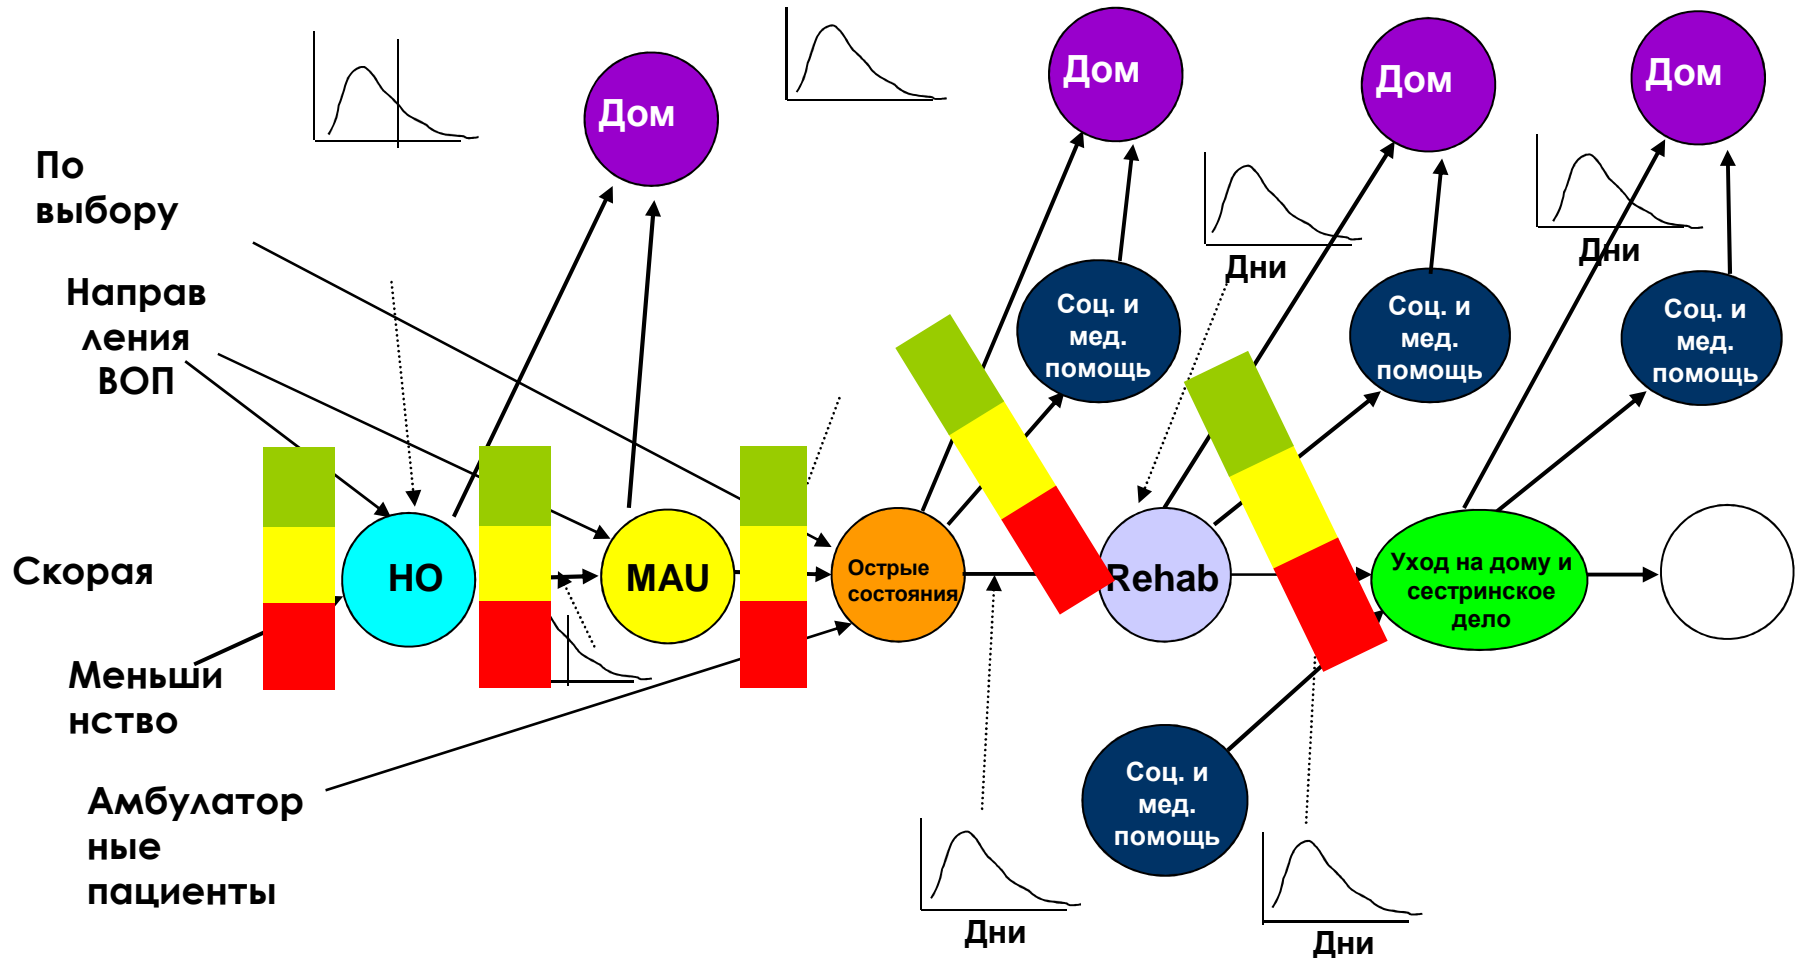 Дом
Дом
Дом
Дом
По
выбору
Дни
Дни
Направ
ления
ВОП
Соц. и
мед.
помощь
Соц. и
мед.
помощь
Соц. и
мед.
помощь
Скорая
НО
MAU
Острые
состояния
Rehab
Уход на дому и
сестринское
дело
Меньши
нство
Соц. и
мед.
помощь
Амбулатор
ные
пациенты
Дни
Дни